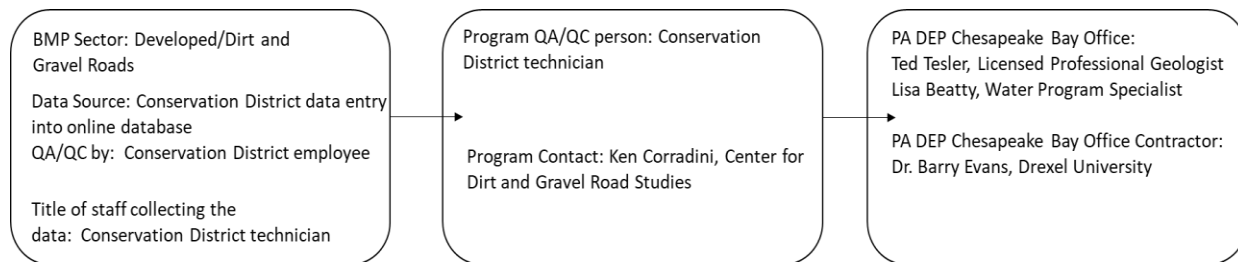 BMP Sector: Developed/Dirt and
Gravel Roads
Data Source: Conservation District data entry
into online database
QA/QC by:  Conservation District employee
Title of staff collecting the
data:  Conservation District technician
Program QA/QC person: Conservation
District technician
Program Contact: Ken Corradini, Center for
Dirt and Gravel Road Studies
PA DEP Chesapeake Bay Office:
Ted Tesler, Licensed Professional Geologist
Lisa Beatty, Water Program Specialist
PA DEP Chesapeake Bay Office Contractor:
Dr. Barry Evans, Drexel University